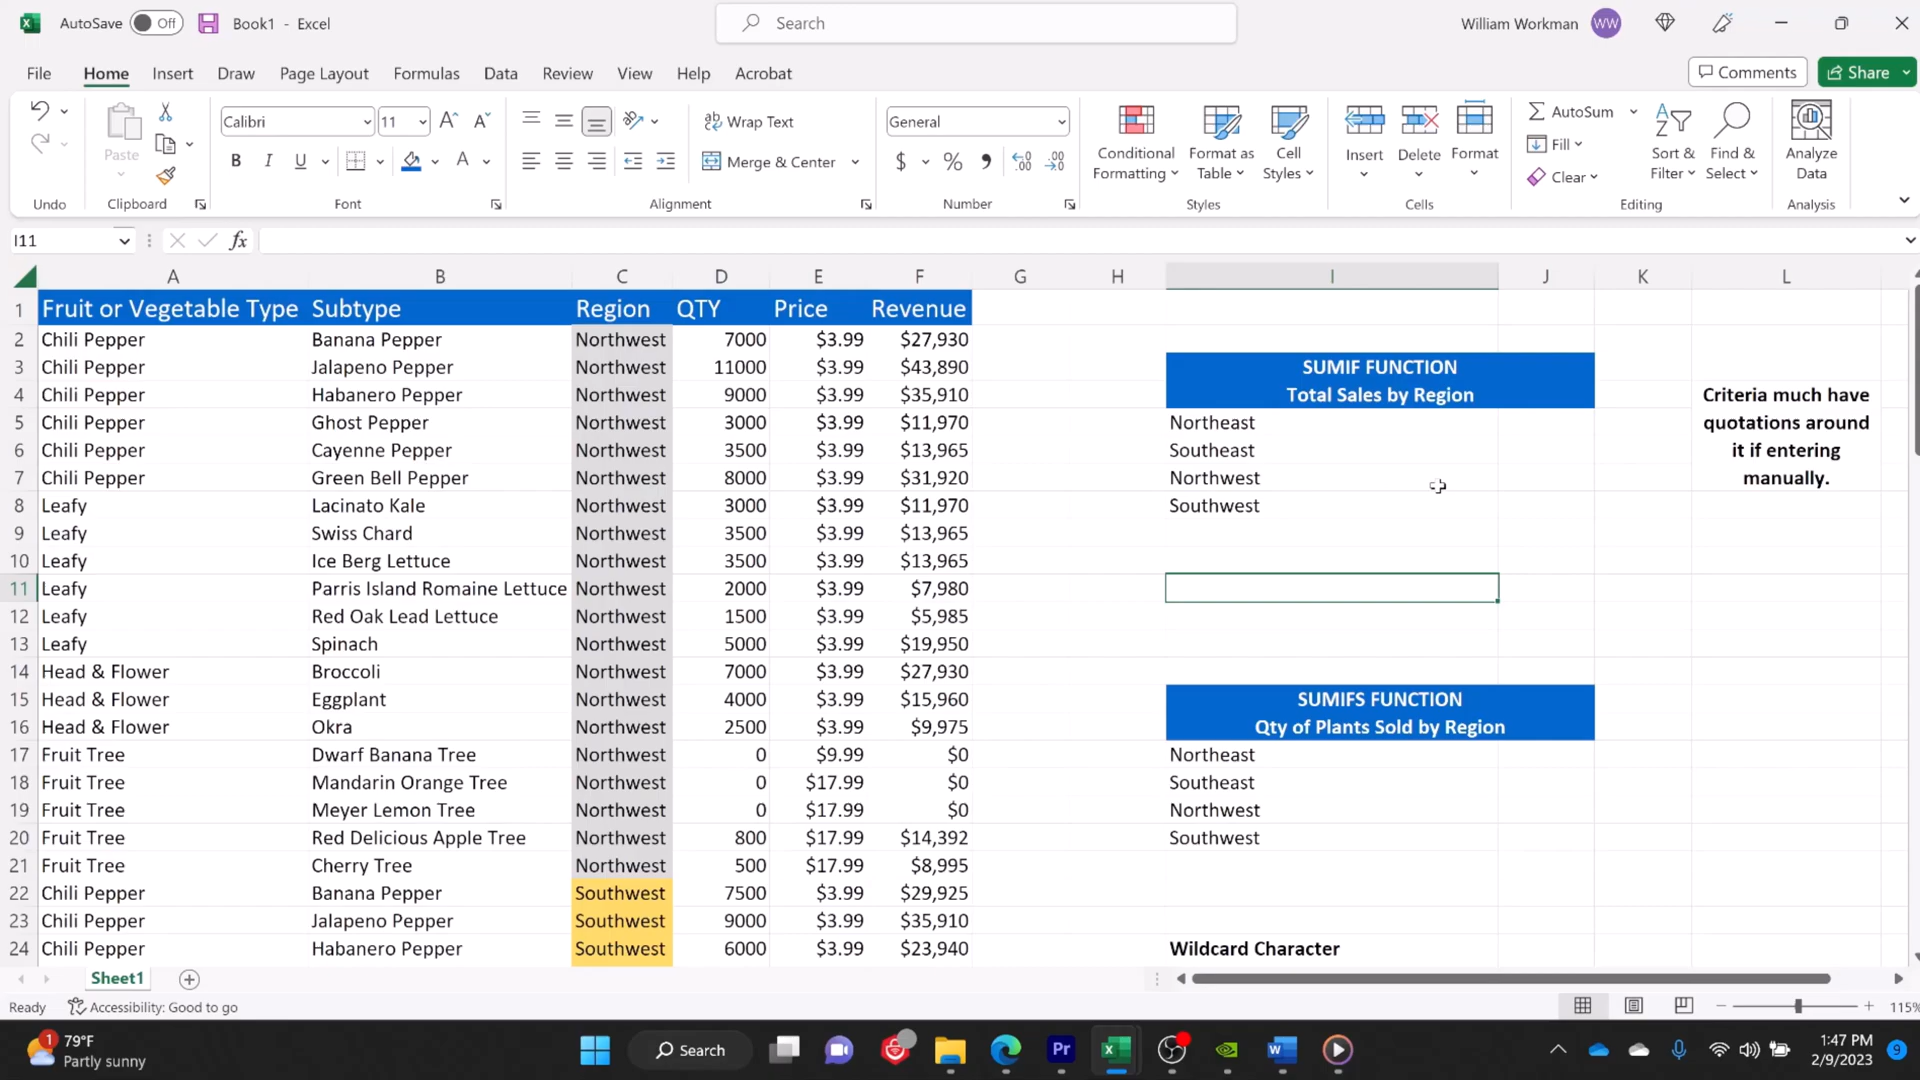 AutoSave Off Book1 - Excel Search William Workman WW
File Home Insert Draw Page Layout Formulas Data Review View Help Acrobat Comments Share
Paste Calibri 11 Wrap Text Merge & Center General $ % Conditional Formatting Format as Table Cell Styles Insert Delete Format AutoSum Fill Clear Sort & Filter Find & Select Analyze Data
Undo Clipboard Font Alignment Number Styles Cells Editing Analysis
I11 fx
A B C D E F G H I J K L
1 Fruit or Vegetable Type Subtype Region QTY Price Revenue
2 Chili Pepper Banana Pepper Northwest 7000 $3.99 $27,930
3 Chili Pepper Jalapeno Pepper Northwest 11000 $3.99 $43,890 SUMIF FUNCTION
4 Chili Pepper Habanero Pepper Northwest 9000 $3.99 $35,910 Total Sales by Region Criteria much have
5 Chili Pepper Ghost Pepper Northwest 3000 $3.99 $11,970 Northeast quotations around
6 Chili Pepper Cayenne Pepper Northwest 3500 $3.99 $13,965 Southeast it if entering
7 Chili Pepper Green Bell Pepper Northwest 8000 $3.99 $31,920 Northwest manually.
8 Leafy Lacinato Kale Northwest 3000 $3.99 $11,970 Southwest
9 Leafy Swiss Chard Northwest 3500 $3.99 $13,965
10 Leafy Ice Berg Lettuce Northwest 3500 $3.99 $13,965
11 Leafy Parris Island Romaine Lettuce Northwest 2000 $3.99 $7,980
12 Leafy Red Oak Lead Lettuce Northwest 1500 $3.99 $5,985
13 Leafy Spinach Northwest 5000 $3.99 $19,950
14 Head & Flower Broccoli Northwest 7000 $3.99 $27,930
15 Head & Flower Eggplant Northwest 4000 $3.99 $15,960 SUMIFS FUNCTION
16 Head & Flower Okra Northwest 2500 $3.99 $9,975 Qty of Plants Sold by Region
17 Fruit Tree Dwarf Banana Tree Northwest 0 $9.99 $0 Northeast
18 Fruit Tree Mandarin Orange Tree Northwest 0 $17.99 $0 Southeast
19 Fruit Tree Meyer Lemon Tree Northwest 0 $17.99 $0 Northwest
20 Fruit Tree Red Delicious Apple Tree Northwest 800 $17.99 $14,392 Southwest
21 Fruit Tree Cherry Tree Northwest 500 $17.99 $8,995
22 Chili Pepper Banana Pepper Southwest 7500 $3.99 $29,925
23 Chili Pepper Jalapeno Pepper Southwest 9000 $3.99 $35,910
24 Chili Pepper Habanero Pepper Southwest 6000 $3.99 $23,940 Wildcard Character
Sheet1
Ready Accessibility: Good to go 115%
1 79°F Search Pr 1:47 PM
Partly sunny 2/9/2023 9